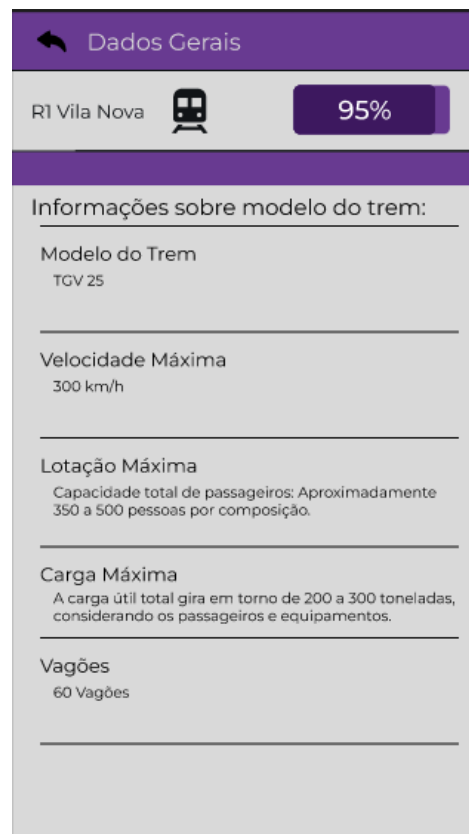 Dados Gerais
R1 Vila Nova
95%
Informações sobre modelo do trem:
Modelo do Trem
TGV 25
Velocidade Máxima
300 km/h
Lotação Máxima
Capacidade total de passageiros: Aproximadamente
350 a 500 pessoas por composição.
Carga Máxima
A carga útil total gira em torno de 200 a 300 toneladas,
considerando os passageiros e equipamentos.
Vagões
60 Vagões